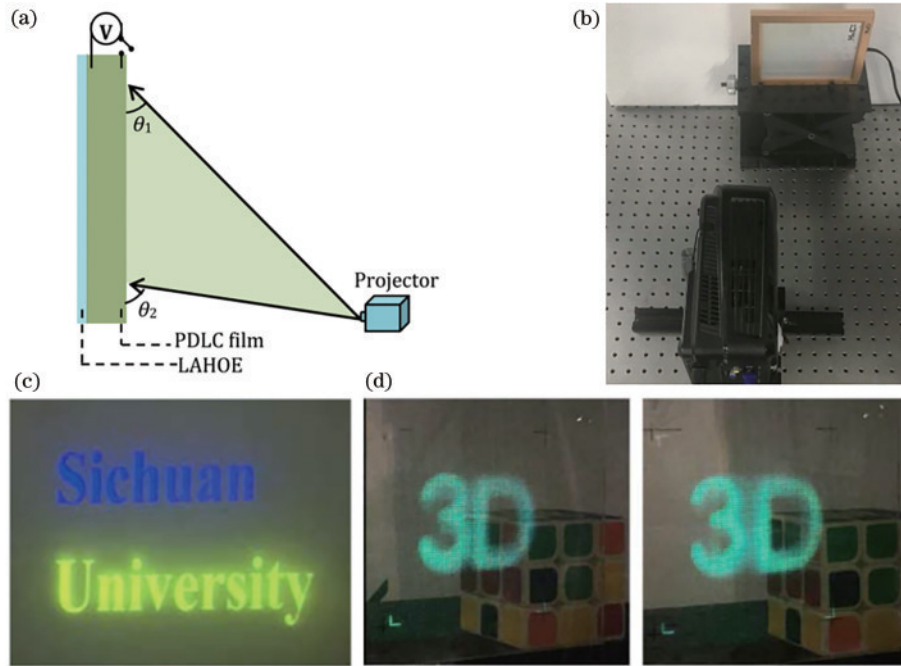 (a)
V
θ1
θ2
Projector
PDLC film
LAHOE
(b)
(c)
Sichuan
University
(d)
3D
3D